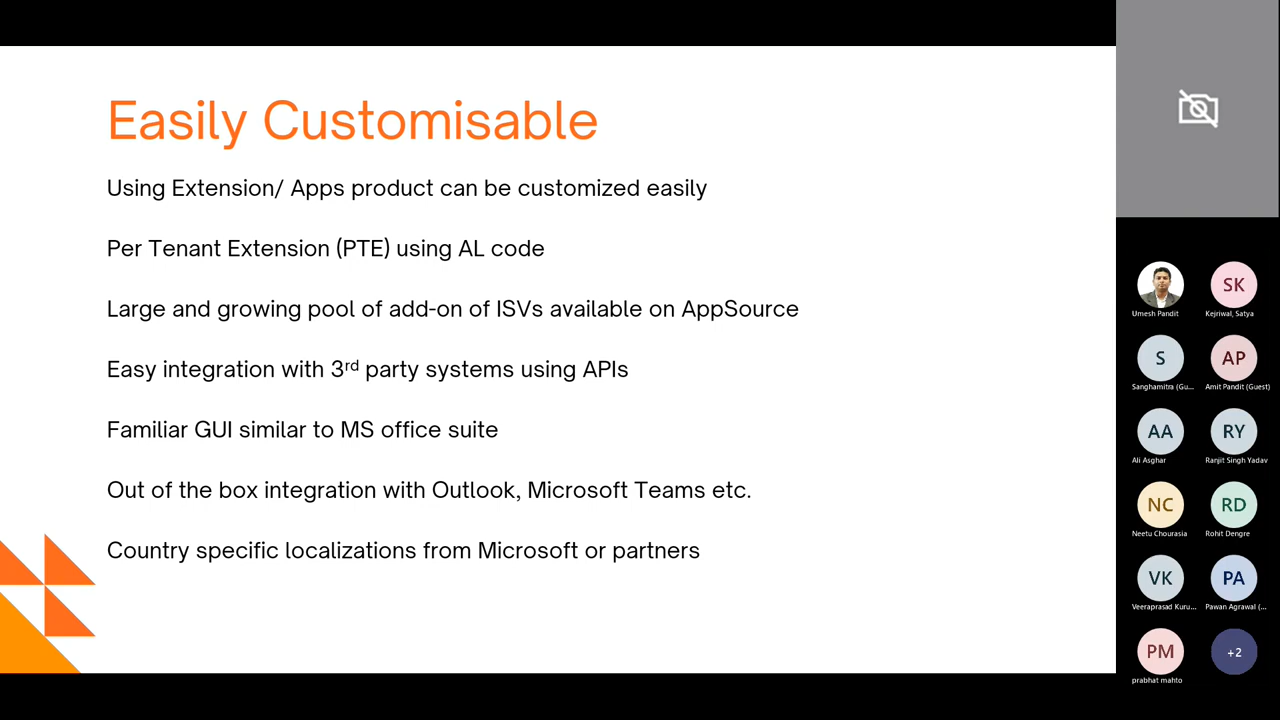 Easily Customisable
Using Extension/ Apps product can be customized easily
Per Tenant Extension (PTE) using AL code
Large and growing pool of add-on of ISVs available on AppSource
Easy integration with 3rd party systems using APIs
Familiar GUI similar to MS office suite
Out of the box integration with Outlook, Microsoft Teams etc.
Country specific localizations from Microsoft or partners
Umesh Pandit
SK
Kejriwal, Satya
S
Sanghamitra (Gu...
AP
Amit Pandit (Guest)
AA
Ali Asghar
RY
Ranjit Singh Yadav
NC
Neetu Chourasia
RD
Rohit Dengre
VK
Veeraprasad Kuru...
PA
Pawan Agrawal (...
PM
prabhat mahto
+2